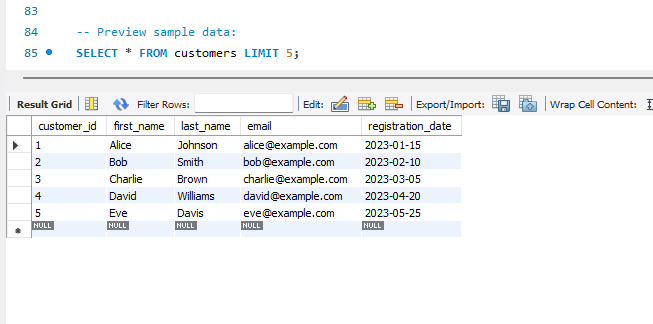 83
84 -- Preview sample data:
85 SELECT * FROM customers LIMIT 5;
Result Grid Filter Rows: Edit: Export/Import: Wrap Cell Content:
customer_id first_name last_name email registration_date
1 Alice Johnson alice@example.com 2023-01-15
2 Bob Smith bob@example.com 2023-02-10
3 Charlie Brown charlie@example.com 2023-03-05
4 David Williams david@example.com 2023-04-20
5 Eve Davis eve@example.com 2023-05-25
NULL NULL NULL NULL NULL